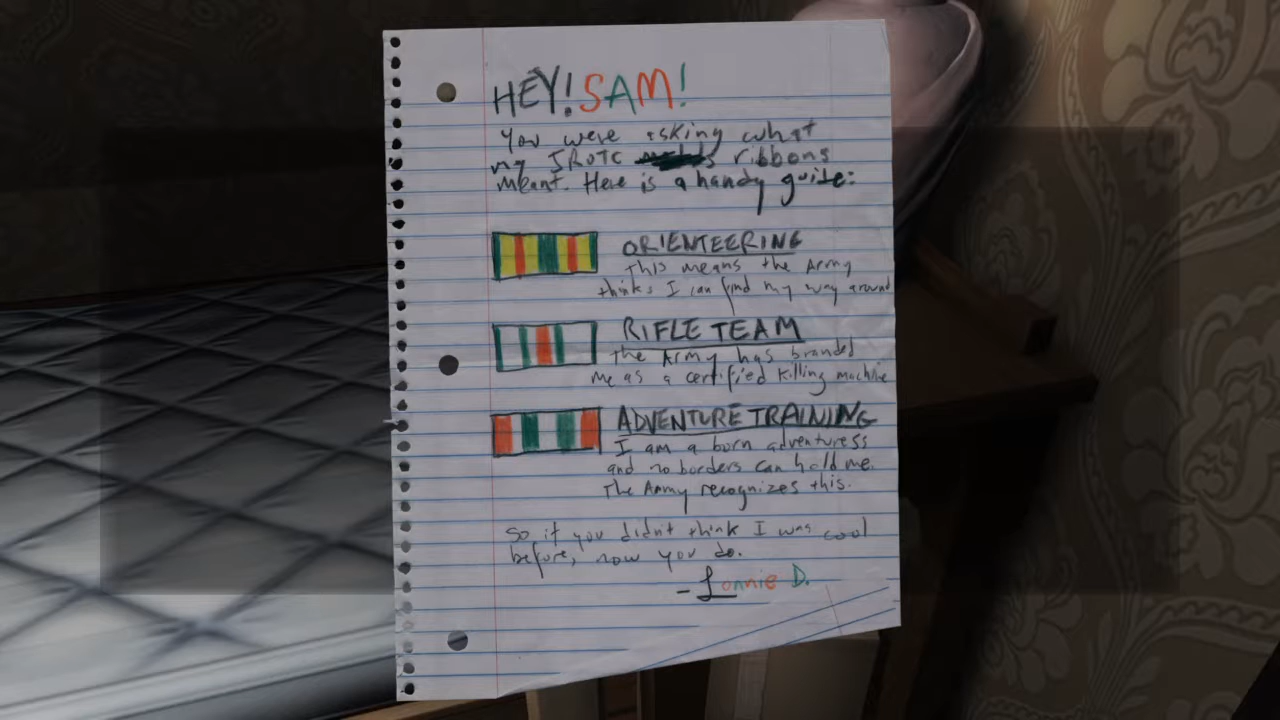 HEY! SAM!
You were asking what
my JROTC ribbons
meant. Here is a handy guide:
ORIENTEERING
This means the Army
thinks I can find my way around
RIFLE TEAM
The Army has branded
me as a certified killing machine
ADVENTURE TRAINING
I am a born adventuress
and no borders can hold me.
The Army recognizes this.
So if you didn't think I was cool
before, now you do.
- Lonnie D.